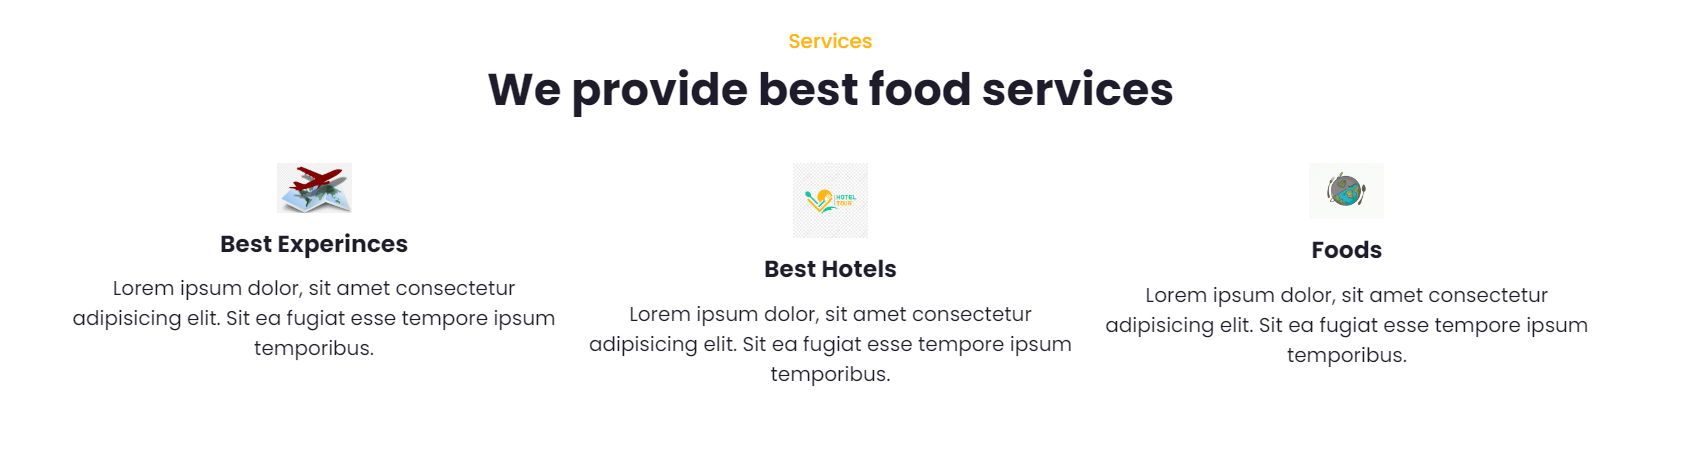 Services
We provide best food services
HOTEL
TOUR
Best Experinces
Lorem ipsum dolor, sit amet consectetur
adipisicing elit. Sit ea fugiat esse tempore ipsum
temporibus.
Best Hotels
Lorem ipsum dolor, sit amet consectetur
adipisicing elit. Sit ea fugiat esse tempore ipsum
temporibus.
Foods
Lorem ipsum dolor, sit amet consectetur
adipisicing elit. Sit ea fugiat esse tempore ipsum
temporibus.